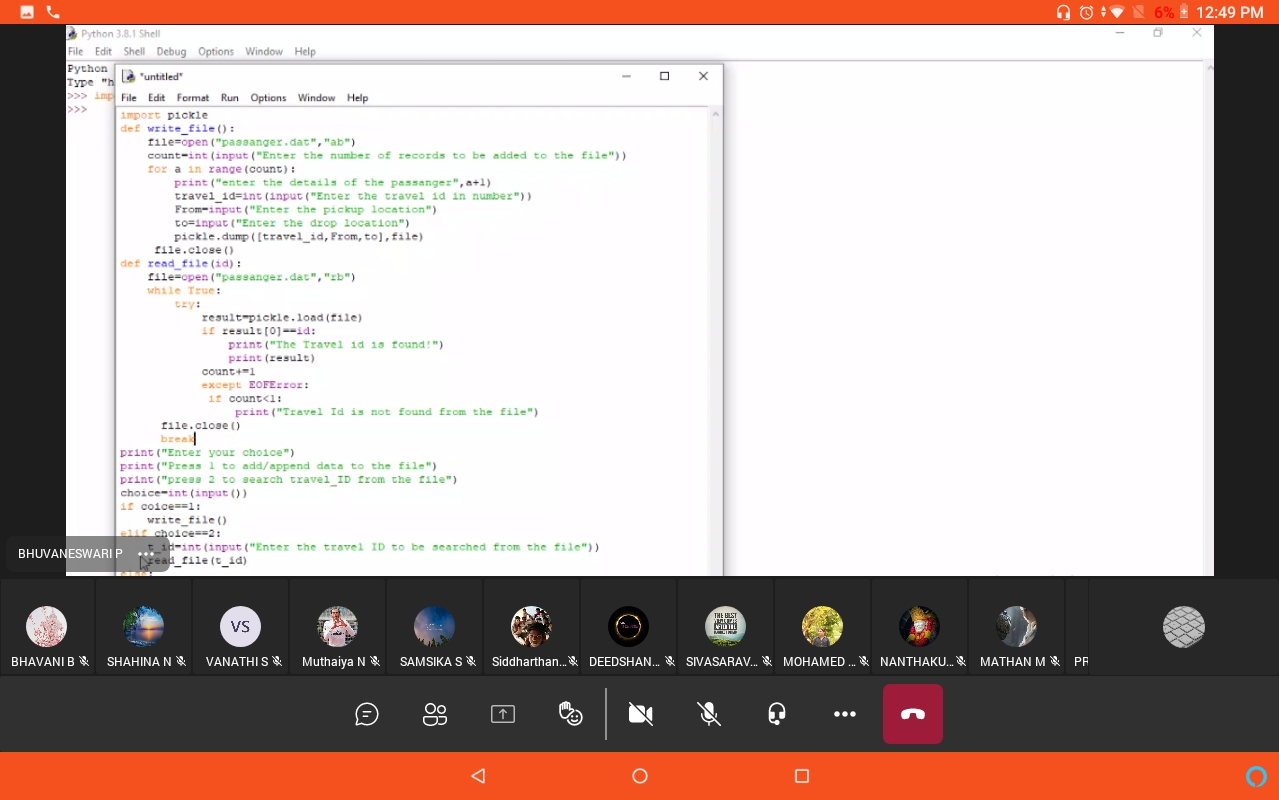 6% 12:49 PM
Python 3.8.1 Shell
File Edit Shell Debug Options Window Help
Python
Type "h
>>> imp
>>>
*untitled*
File Edit Format Run Options Window Help
import pickle
def write_file():
file=open("passanger.dat","ab")
count=int(input("Enter the number of records to be added to the file"))
for a in range(count):
print("enter the details of the passanger",a+1)
travel_id=int(input("Enter the travel id in number"))
From=input("Enter the pickup location")
to=input("Enter the drop location")
pickle.dump([travel_id,From,to],file)
file.close()
def read_file(id):
file=open("passanger.dat","rb")
while True:
try:
result=pickle.load(file)
if result[0]==id:
print("The Travel id is found!")
print(result)
count+=1
except EOFError:
if count<1:
print("Travel Id is not found from the file")
file.close()
break
print("Enter your choice")
print("Press 1 to add/append data to the file")
print("press 2 to search travel_ID from the file")
choice=int(input())
if coice==1:
write_file()
elif choice==2:
t_id=int(input("Enter the travel ID to be searched from the file"))
read_file(t_id)
else:
BHUVANESWARI P
BHAVANI B SHAHINA N VANATHI S Muthaiya N SAMSIKA S Siddharthan... DEEDSHAN... SIVASARAV... MOHAMED ... NANTHAKU... MATHAN M PR
VS